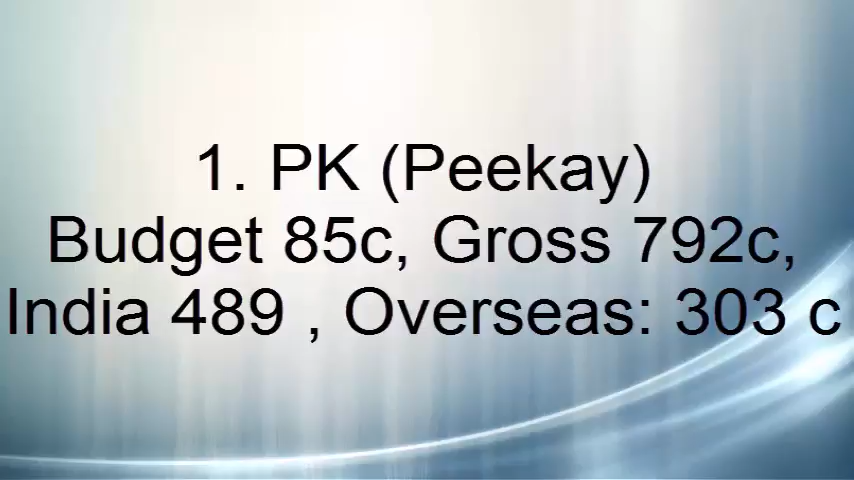 1. PK (Peekay)
Budget 85c, Gross 792c,
India 489 , Overseas: 303 c